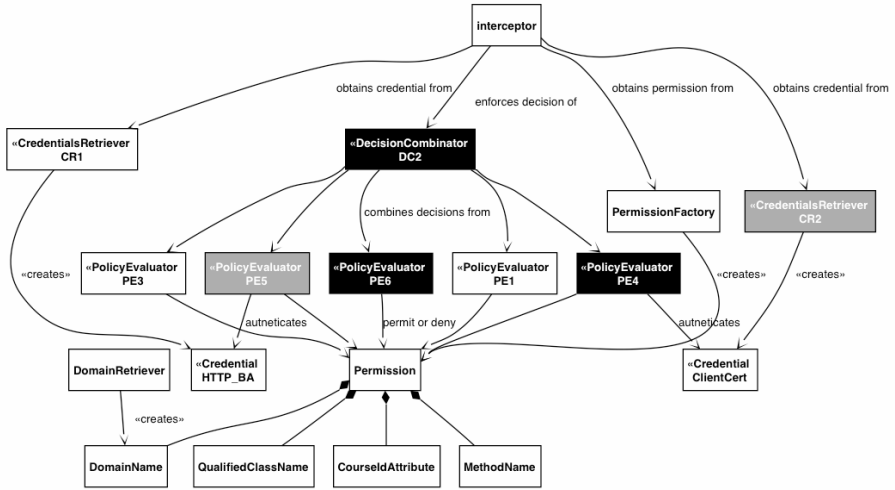 interceptor
obtains credential from
enforces decision of
obtains permission from
obtains credential from
«CredentialsRetriever
CR1
«DecisionCombinator
DC2
PermissionFactory
«CredentialsRetriever
CR2
combines decisions from
«creates»
«PolicyEvaluator
PE3
«PolicyEvaluator
PE5
«PolicyEvaluator
PE6
«PolicyEvaluator
PE1
«PolicyEvaluator
PE4
«creates»
«creates»
autneticates
permit or deny
autneticates
DomainRetriever
«Credential
HTTP_BA
Permission
«Credential
ClientCert
«creates»
DomainName
QualifiedClassName
CourseIdAttribute
MethodName